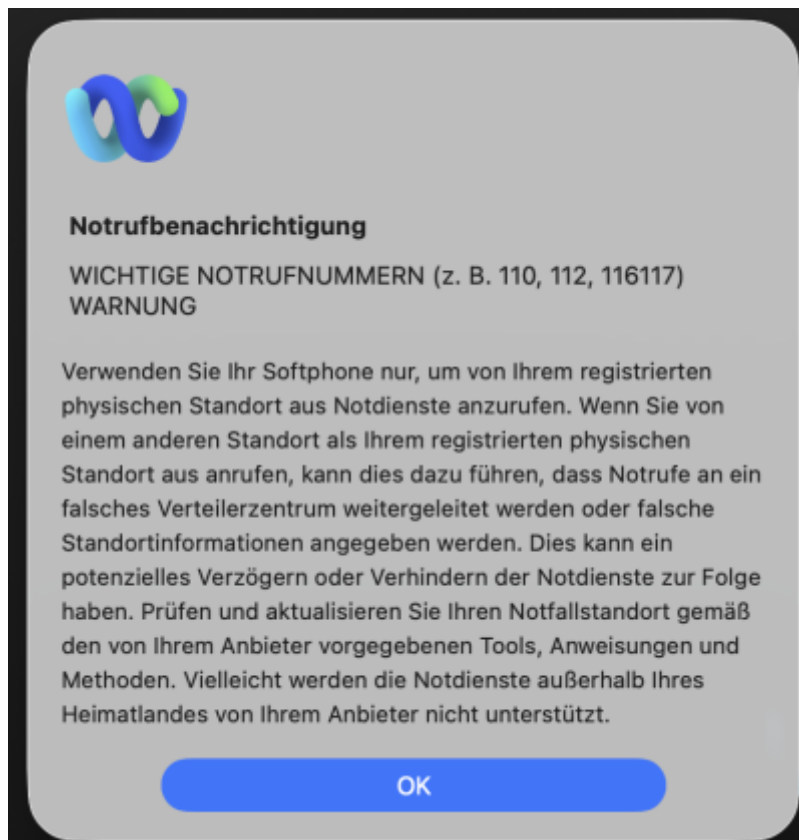 Notrufbenachrichtigung
WICHTIGE NOTRUFNUMMERN (z. B. 110, 112, 116117)
WARNUNG
Verwenden Sie Ihr Softphone nur, um von Ihrem registrierten
physischen Standort aus Notdienste anzurufen. Wenn Sie von
einem anderen Standort als Ihrem registrierten physischen
Standort aus anrufen, kann dies dazu führen, dass Notrufe an ein
falsches Verteilerzentrum weitergeleitet werden oder falsche
Standortinformationen angegeben werden. Dies kann ein
potenzielles Verzögern oder Verhindern der Notdienste zur Folge
haben. Prüfen und aktualisieren Sie Ihren Notfallstandort gemäß
den von Ihrem Anbieter vorgegebenen Tools, Anweisungen und
Methoden. Vielleicht werden die Notdienste außerhalb Ihres
Heimatlandes von Ihrem Anbieter nicht unterstützt.
OK